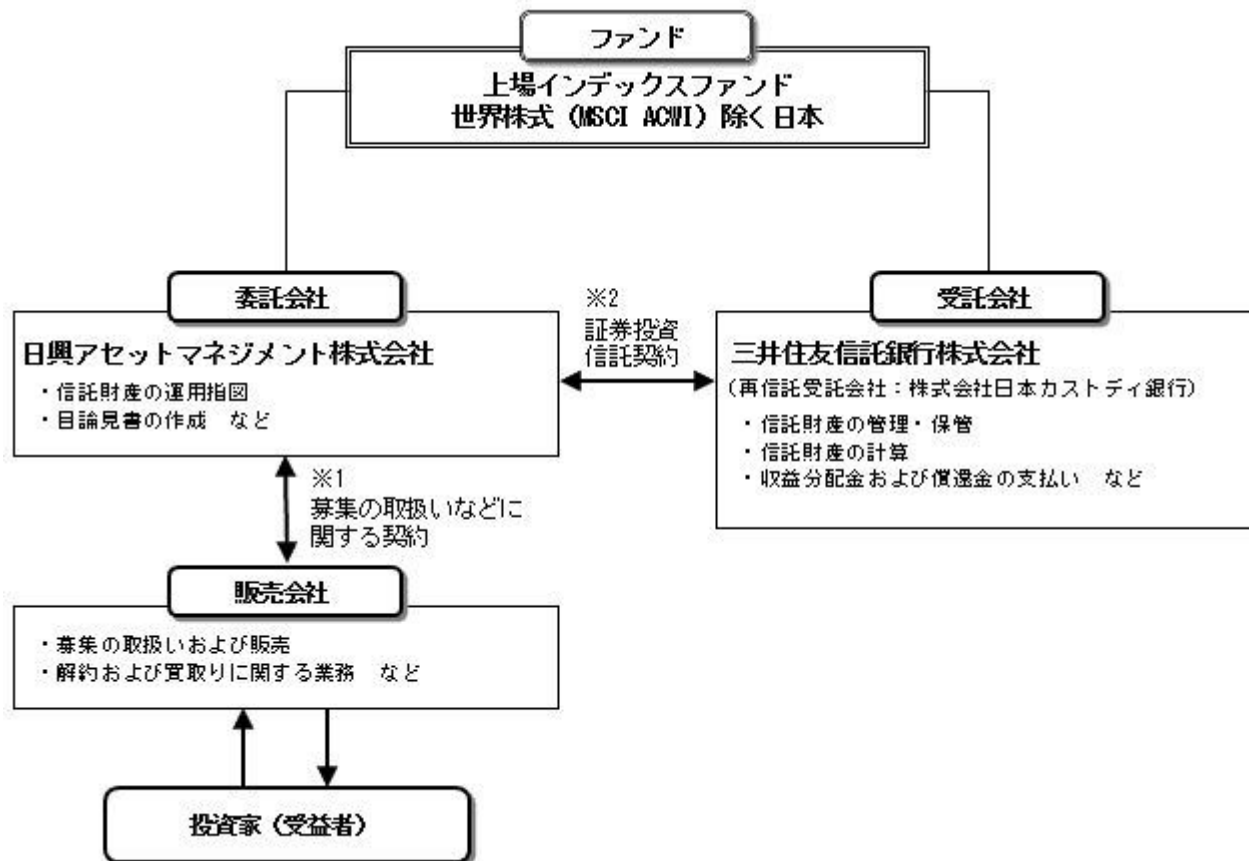 ファンド
上場インデックスファンド
世界株式（MSCI ACWI）除く日本
委託会社
日興アセットマネジメント株式会社
・信託財産の運用指図
・目論見書の作成　など
※2
証券投資
信託契約
受託会社
三井住友信託銀行株式会社
（再信託受託会社：株式会社日本カストディ銀行）
・信託財産の管理・保管
・信託財産の計算
・収益分配金および償還金の支払い　など
※1
募集の取扱いなどに
関する契約
販売会社
・募集の取扱いおよび販売
・解約および買取りに関する業務　など
投資家（受益者）